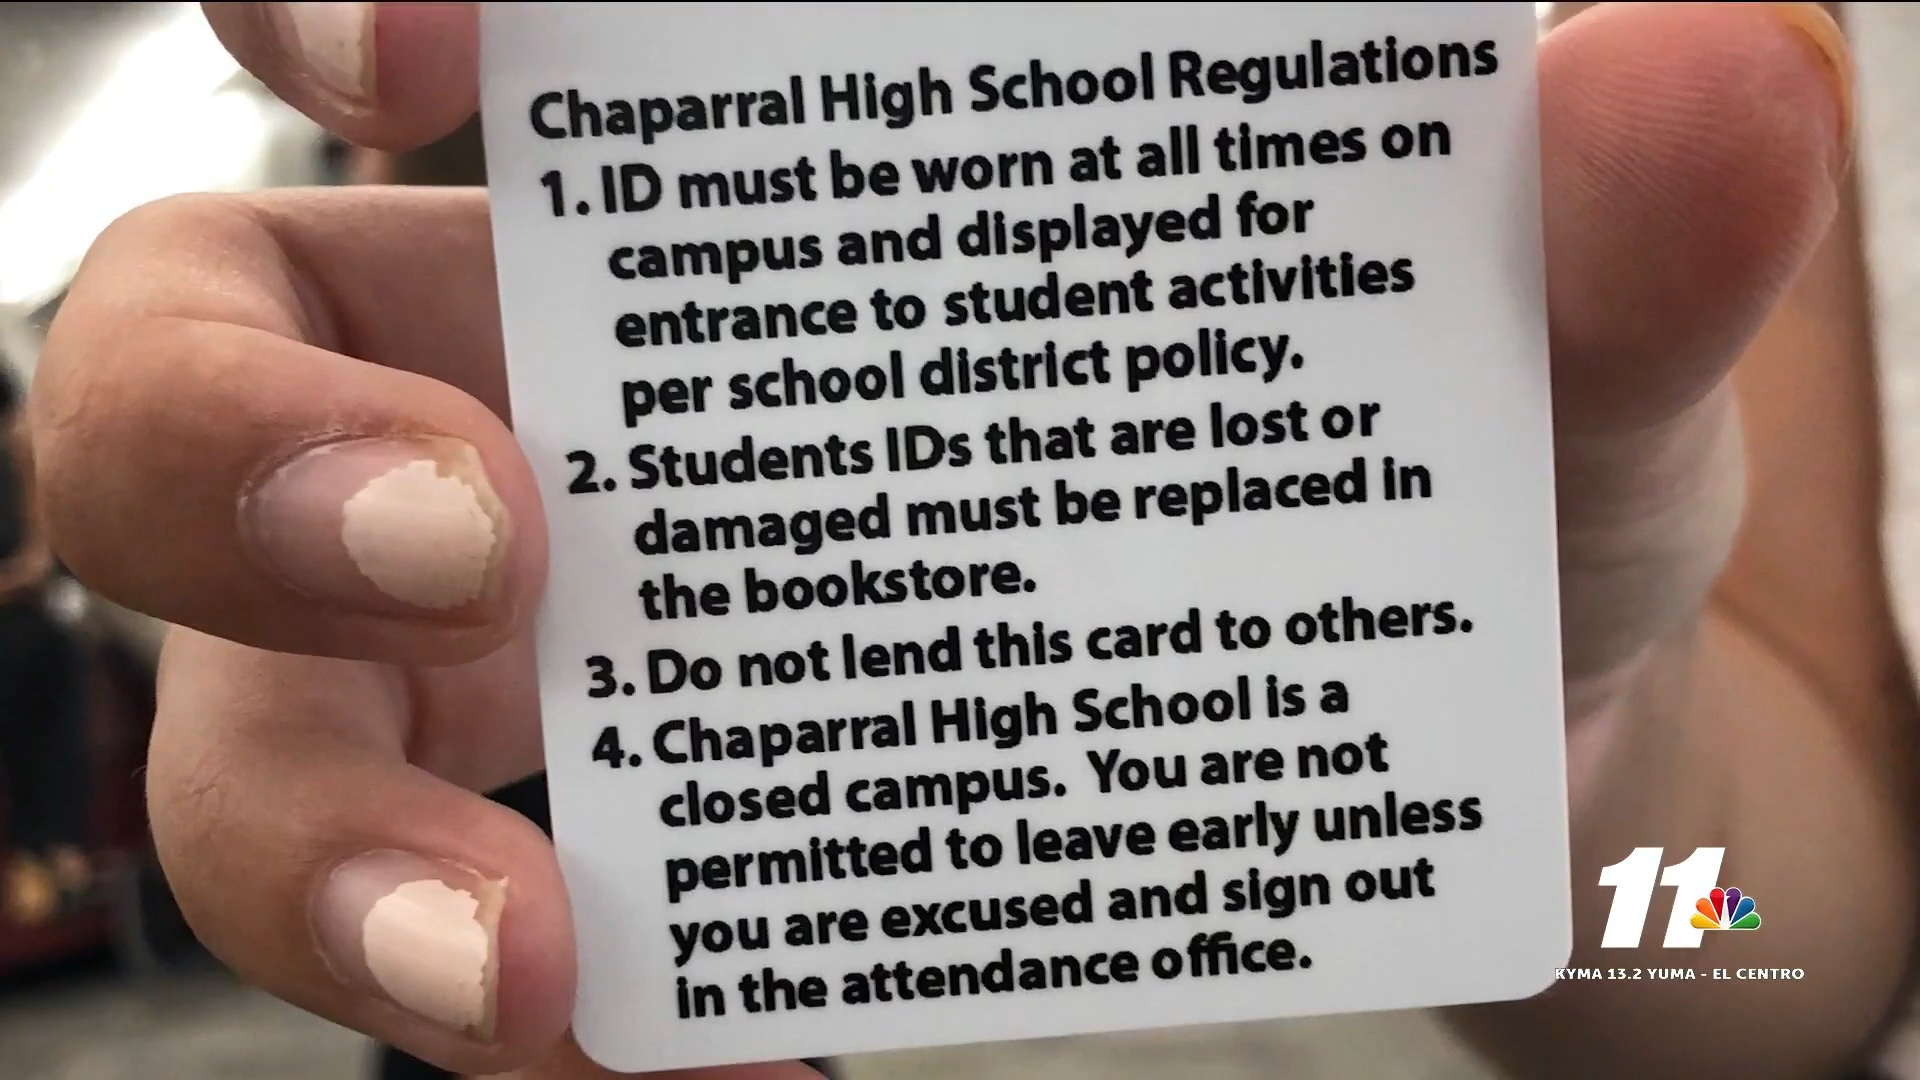 Chaparral High School Regulations
1. ID must be worn at all times on
campus and displayed for
entrance to student activities
per school district policy.
2. Students IDs that are lost or
damaged must be replaced in
the bookstore.
3. Do not lend this card to others.
4. Chaparral High School is a
closed campus. You are not
permitted to leave early unless
you are excused and sign out
in the attendance office.
11
KYMA 13.2 YUMA - EL CENTRO